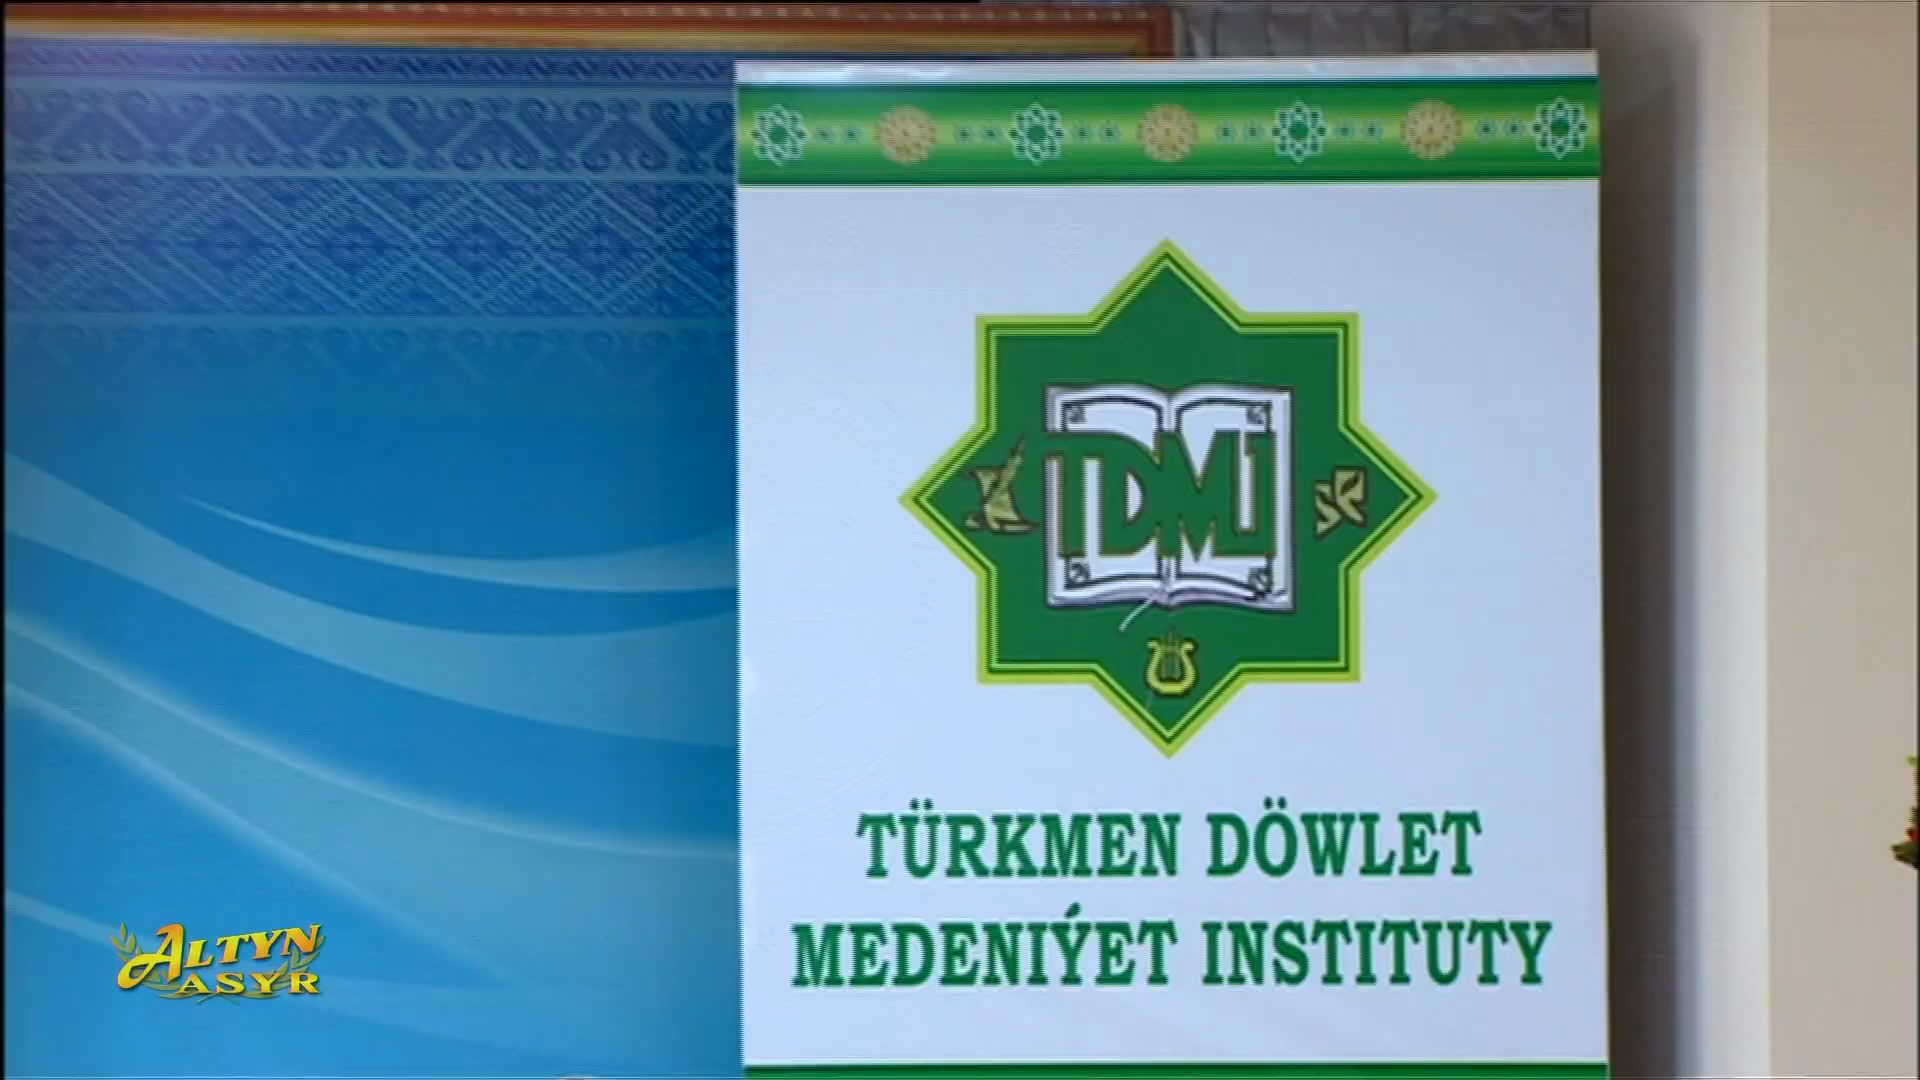 TDMI
TÜRKMEN DÖWLET
MEDENIÝET INSTITUTY
ALTYN
ASYR